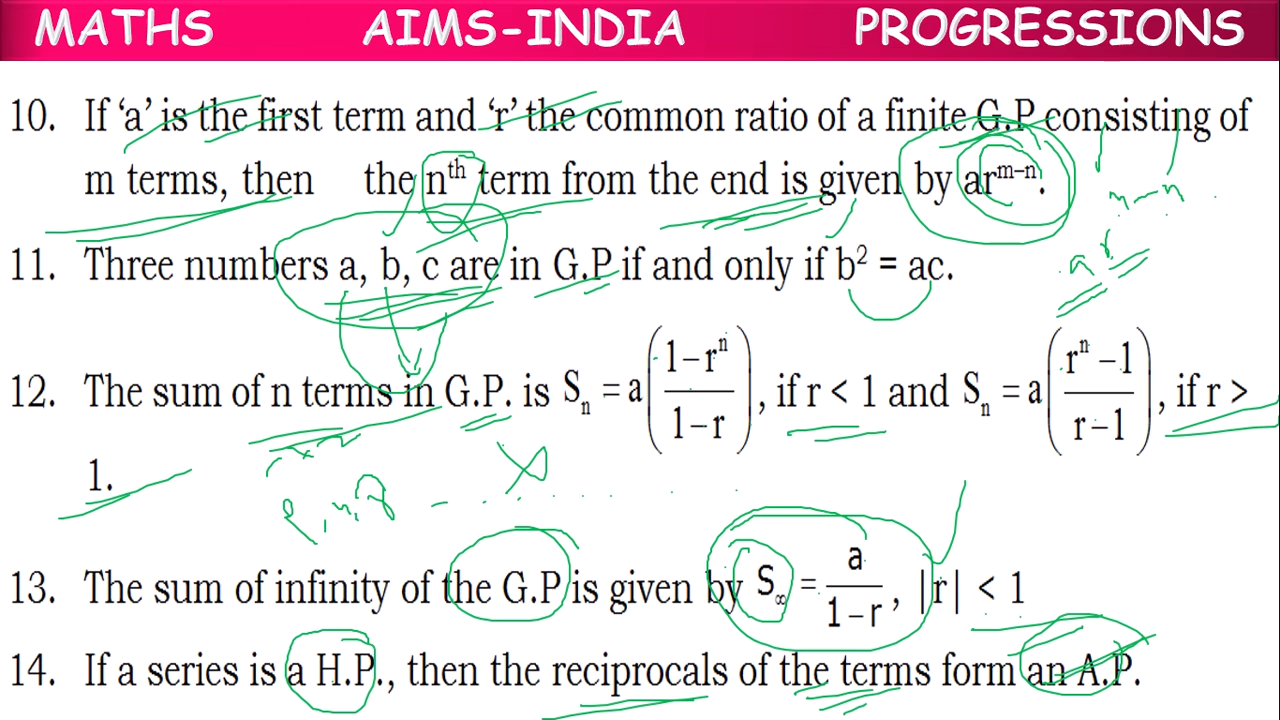 MATHS AIMS-INDIA PROGRESSIONS
10. If ‘a’ is the first term and ‘r’ the common ratio of a finite G.P consisting of
m terms, then the nᵗʰ term from the end is given by arᵐ⁻ⁿ.
m-n
ar
11. Three numbers a, b, c are in G.P if and only if b² = ac.
12. The sum of n terms in G.P. is Sₙ = a((1−rⁿ)/(1−r)), if r < 1 and Sₙ = a((rⁿ−1)/(r−1)), if r >
1.
13. The sum of infinity of the G.P is given by S∞ = a/(1−r), |r| < 1
14. If a series is a H.P., then the reciprocals of the terms form an A.P.